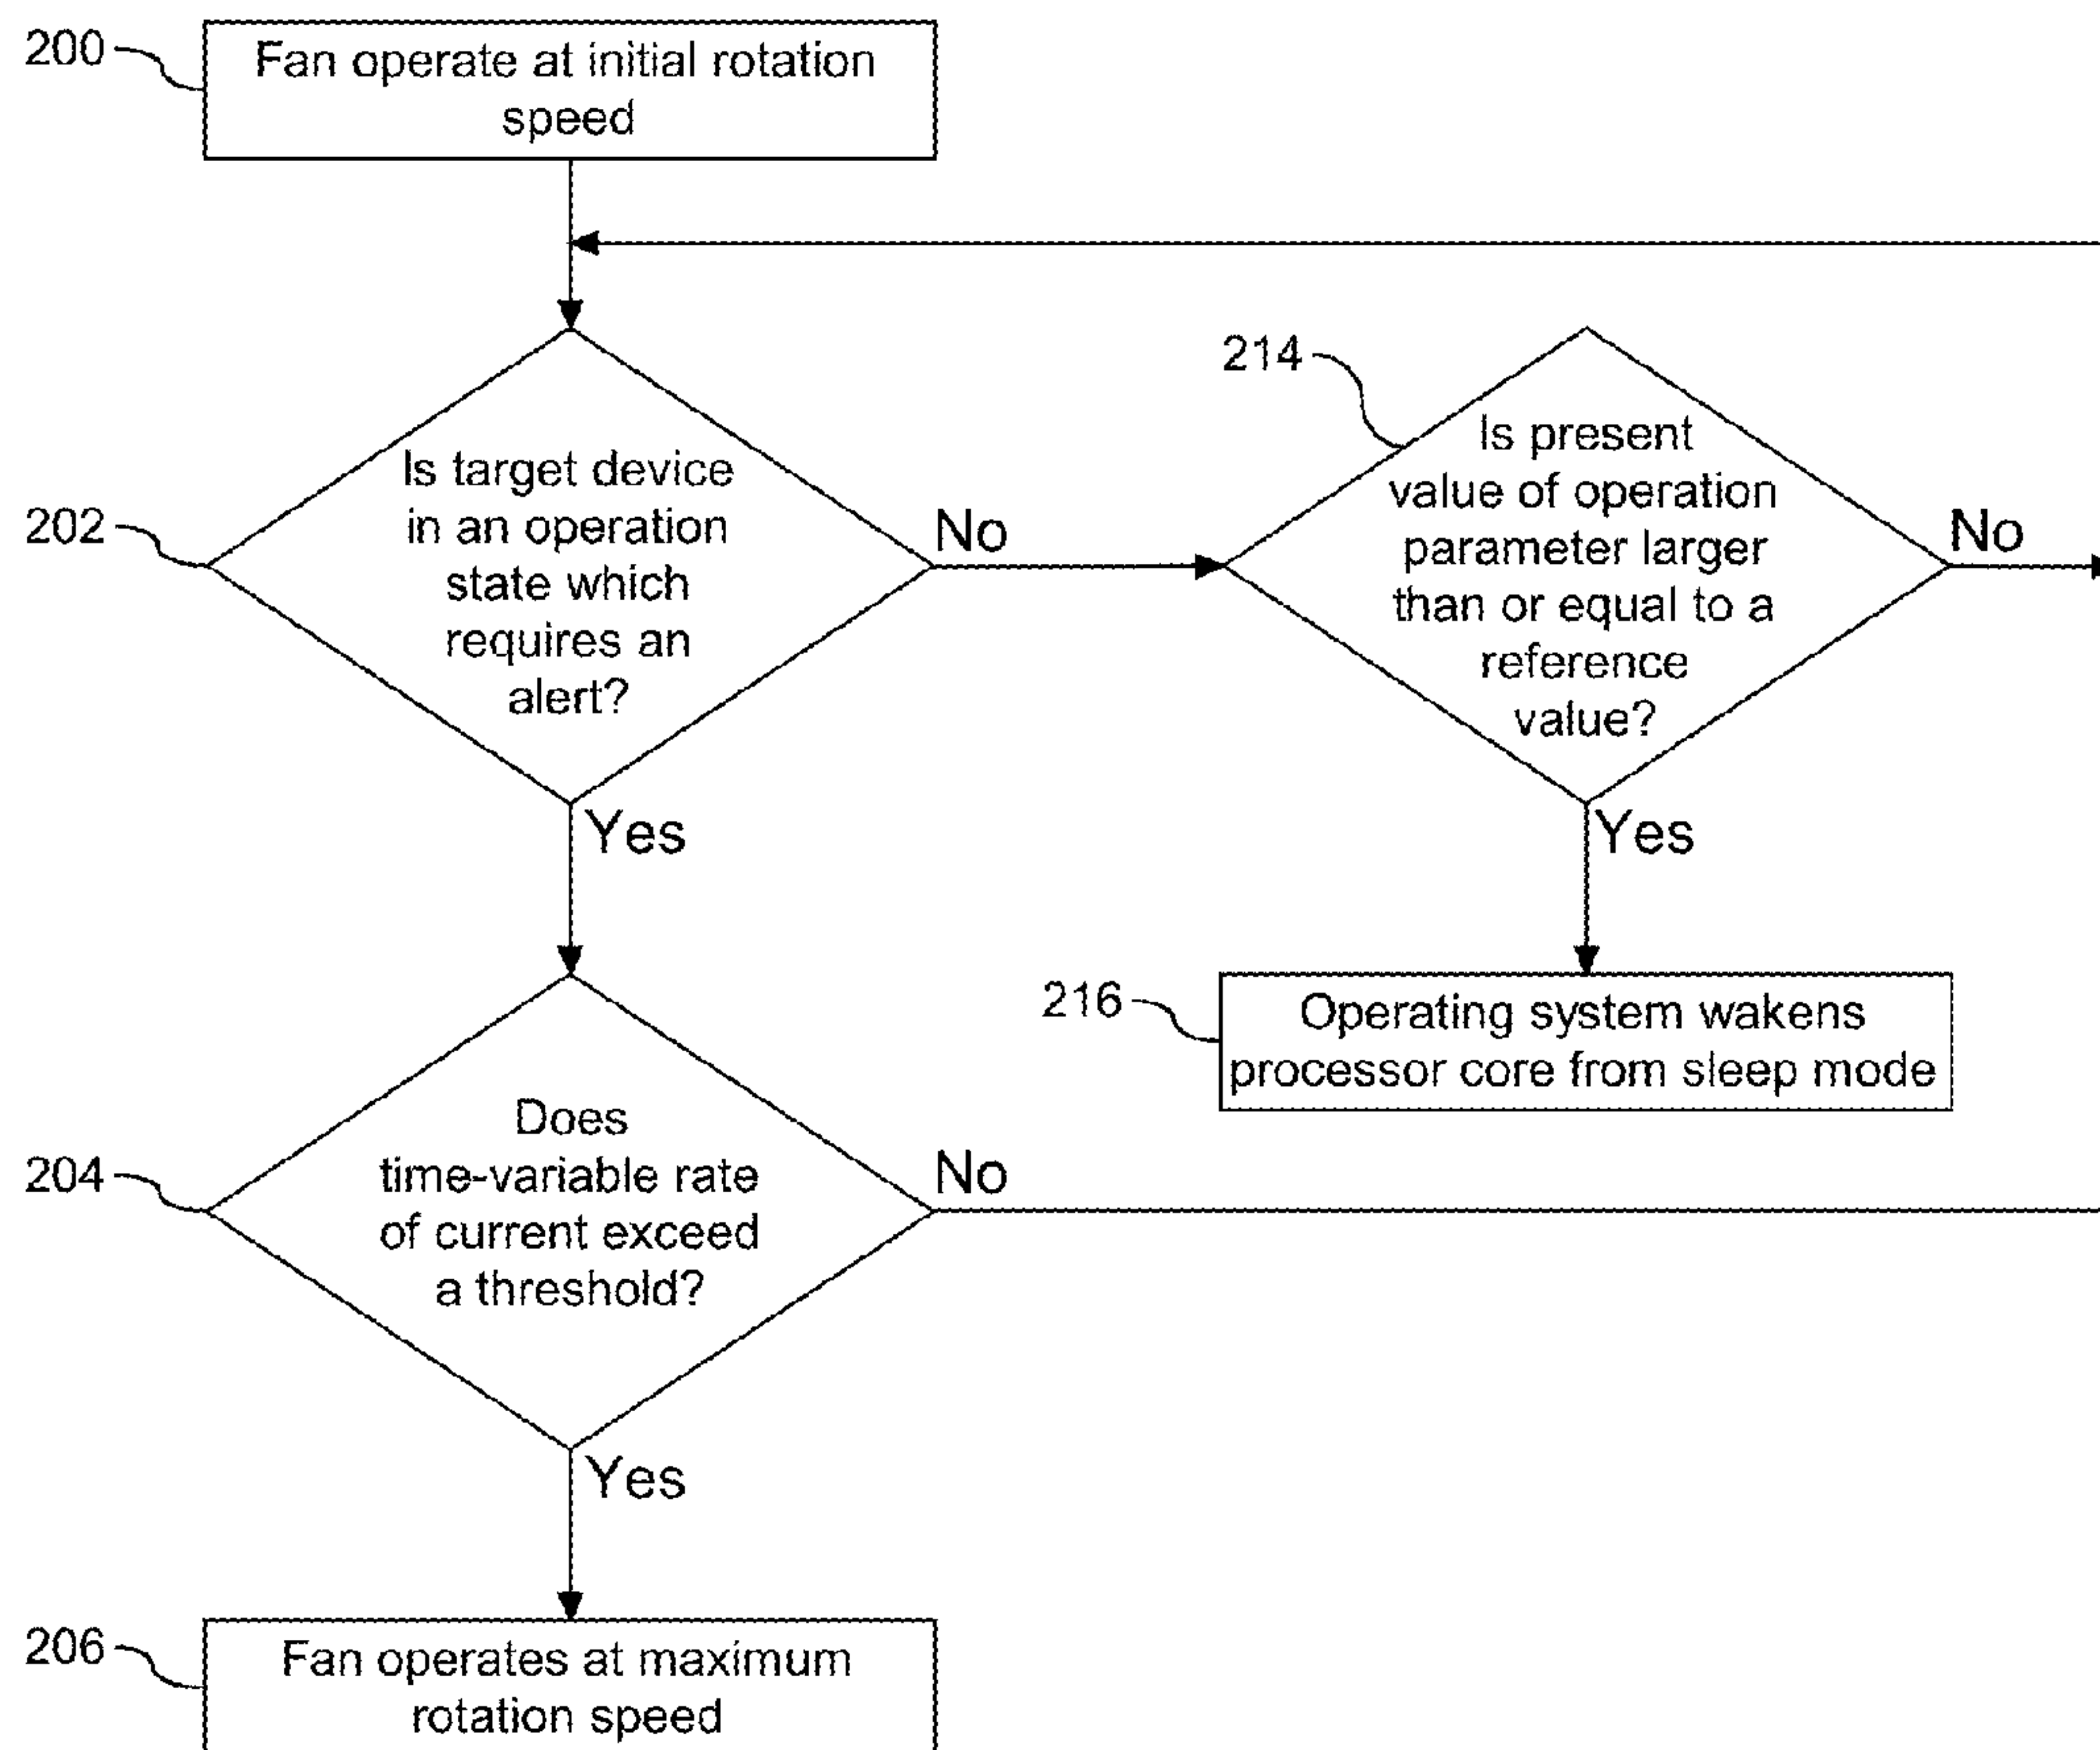 200
Fan operate at initial rotation
speed
202
Is target device
in an operation
state which
requires an
alert?
No
Yes
214
Is present
value of operation
parameter larger
than or equal to a
reference
value?
No
Yes
216
Operating system wakens
processor core from sleep mode
204
Does
time-variable rate
of current exceed
a threshold?
No
Yes
206
Fan operates at maximum
rotation speed